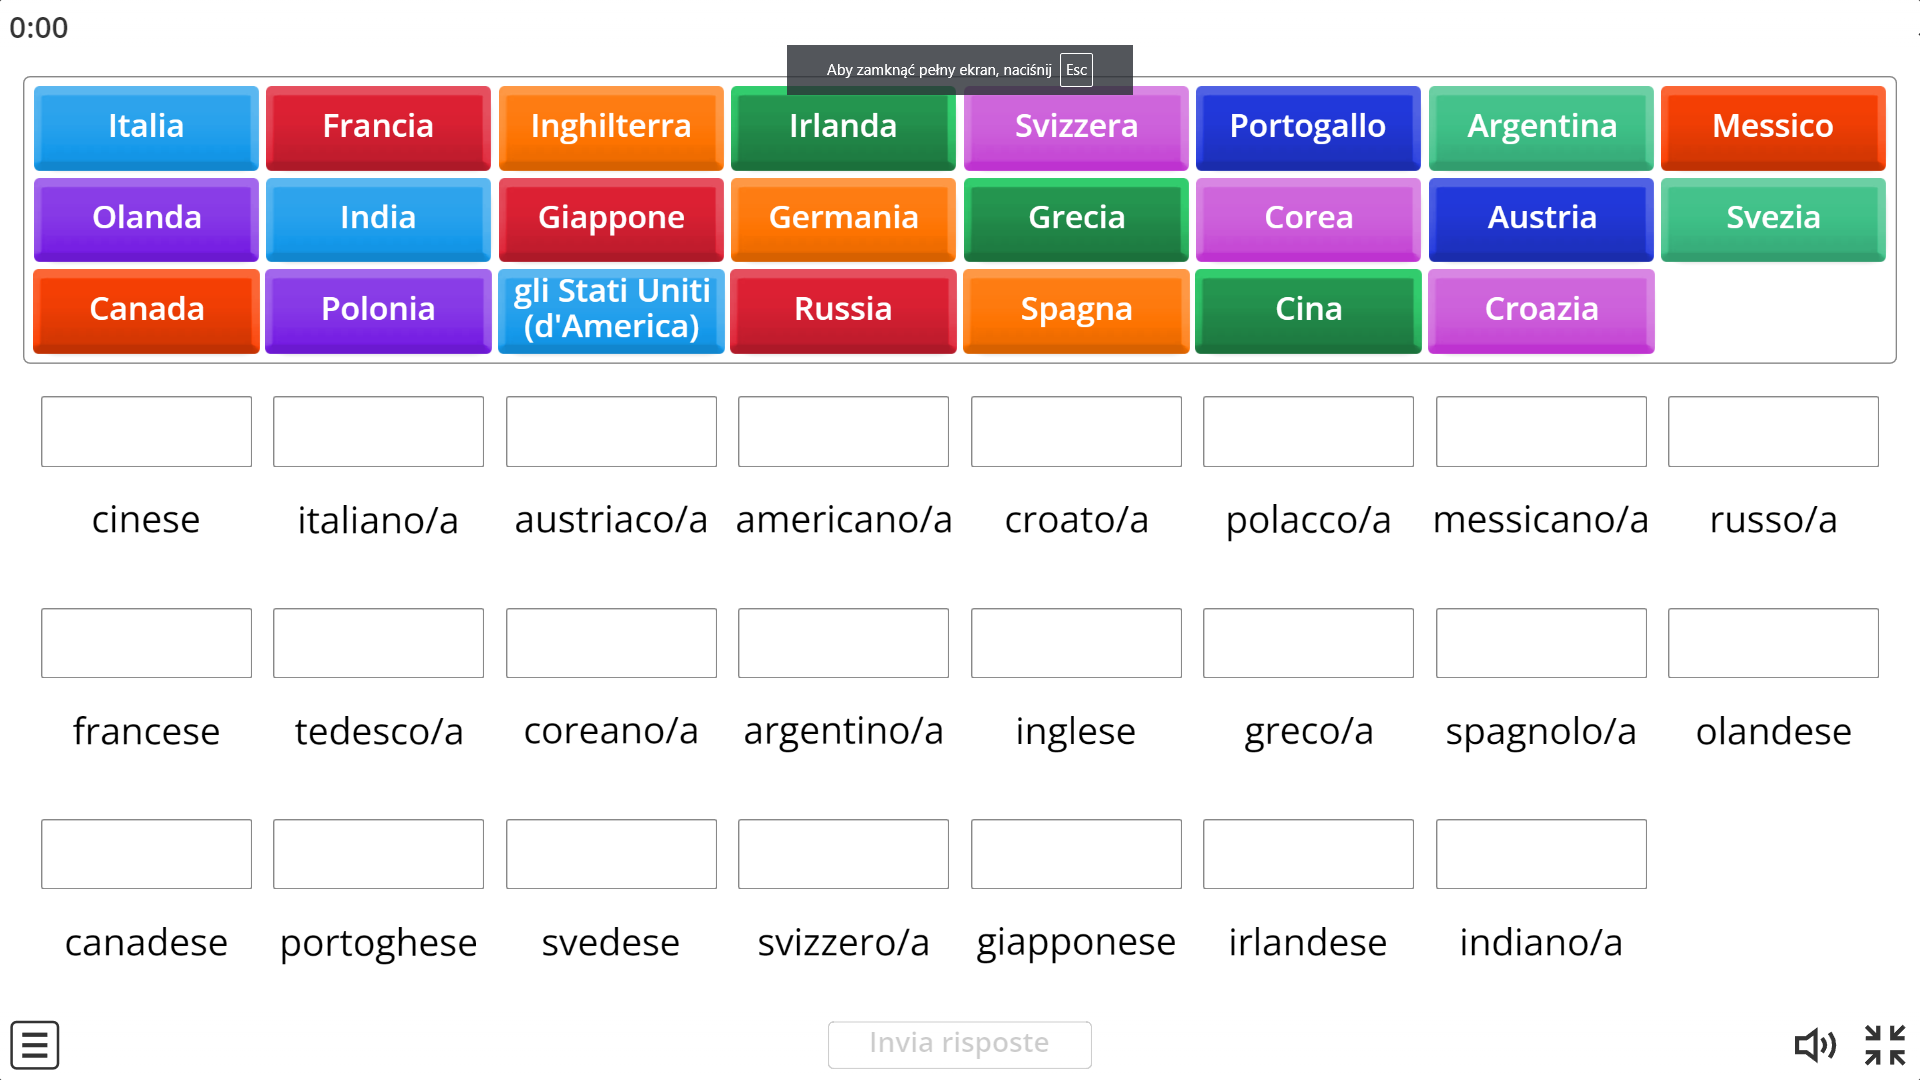 0:00
Aby zamknąć pełny ekran, naciśnij Esc
Italia
Francia
Inghilterra
Irlanda
Svizzera
Portogallo
Argentina
Messico
Olanda
India
Giappone
Germania
Grecia
Corea
Austria
Svezia
Canada
Polonia
gli Stati Uniti
(d'America)
Russia
Spagna
Cina
Croazia
cinese
italiano/a
austriaco/a
americano/a
croato/a
polacco/a
messicano/a
russo/a
francese
tedesco/a
coreano/a
argentino/a
inglese
greco/a
spagnolo/a
olandese
canadese
portoghese
svedese
svizzero/a
giapponese
irlandese
indiano/a
Invia risposte